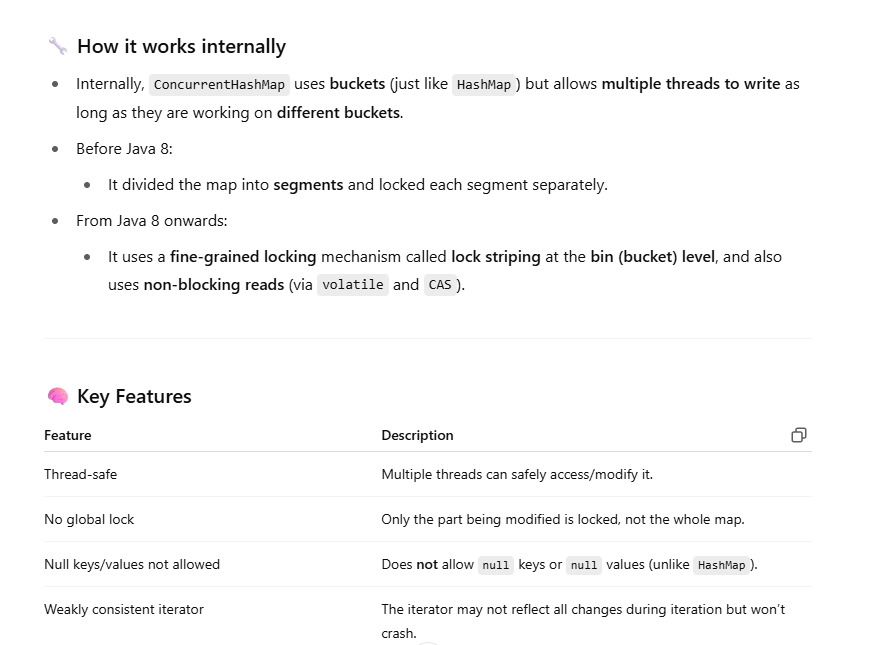 How it works internally
Internally, ConcurrentHashMap uses buckets (just like HashMap) but allows multiple threads to write as
long as they are working on different buckets.
Before Java 8:
It divided the map into segments and locked each segment separately.
From Java 8 onwards:
It uses a fine-grained locking mechanism called lock striping at the bin (bucket) level, and also
uses non-blocking reads (via volatile and CAS).
Key Features
Feature Description
Thread-safe Multiple threads can safely access/modify it.
No global lock Only the part being modified is locked, not the whole map.
Null keys/values not allowed Does not allow null keys or null values (unlike HashMap).
Weakly consistent iterator The iterator may not reflect all changes during iteration but won't
crash.